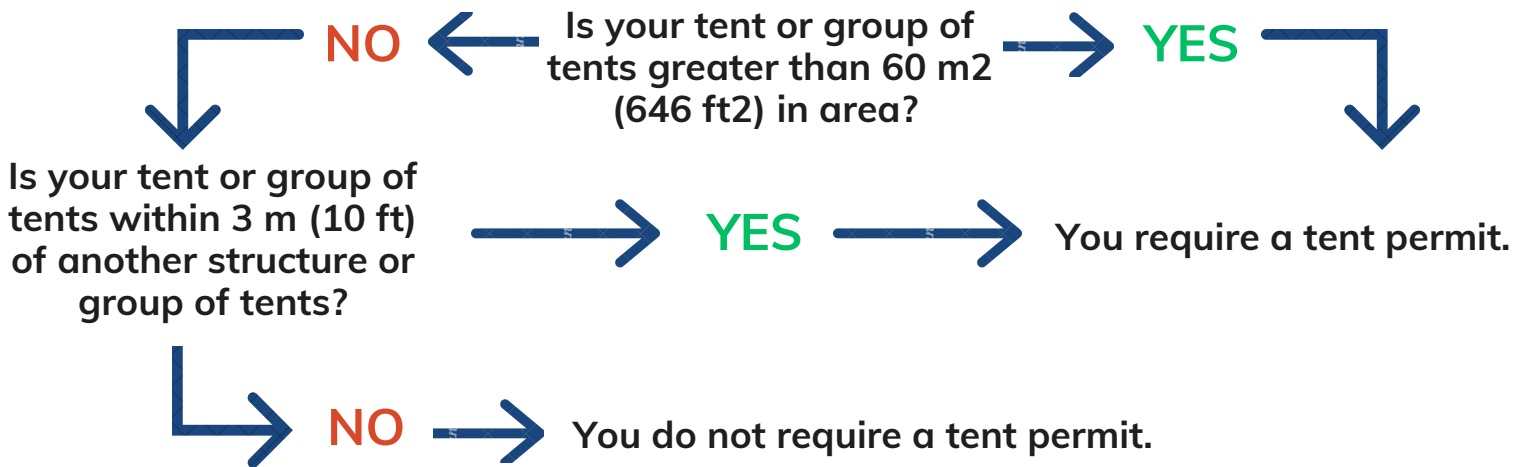 NO
Is your tent or group of
tents greater than 60 m2
(646 ft2) in area?
YES
Is your tent or group of
tents within 3 m (10 ft)
of another structure or
group of tents?
YES
You require a tent permit.
NO
You do not require a tent permit.